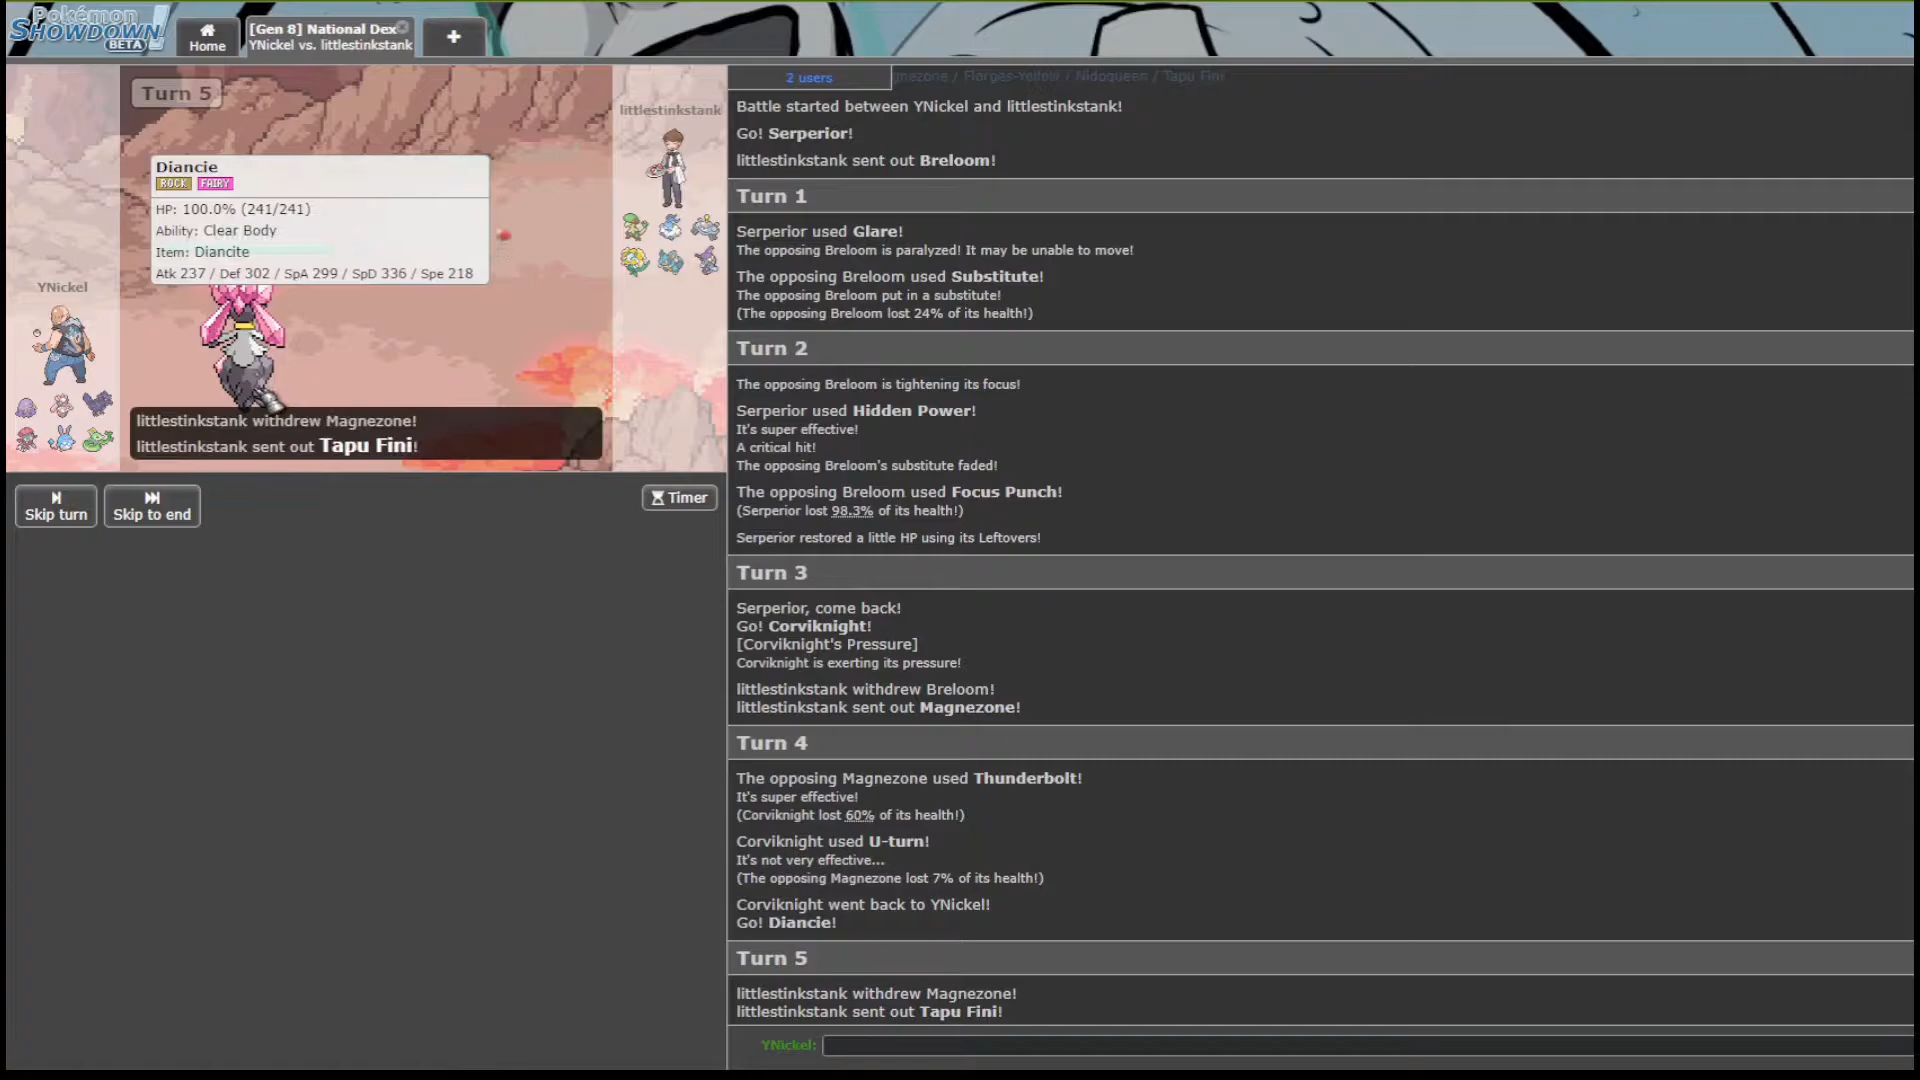 Pokémon
SHOWDOWN!
BETA
Home
[Gen 8] National Dex
YNickel vs. littlestinkstank
Turn 5
littlestinkstank
Diancie
ROCK FAIRY
HP: 100.0% (241/241)
Ability: Clear Body
Item: Diancite
Atk 237 / Def 302 / SpA 299 / SpD 336 / Spe 218
YNickel
littlestinkstank withdrew Magnezone!
littlestinkstank sent out Tapu Fini!
Skip turn
Skip to end
Timer
2 users
gnezone / Florges-Yellow / Nidoqueen / Tapu Fini
Battle started between YNickel and littlestinkstank!
Go! Serperior!
littlestinkstank sent out Breloom!
Turn 1
Serperior used Glare!
The opposing Breloom is paralyzed! It may be unable to move!
The opposing Breloom used Substitute!
The opposing Breloom put in a substitute!
(The opposing Breloom lost 24% of its health!)
Turn 2
The opposing Breloom is tightening its focus!
Serperior used Hidden Power!
It's super effective!
A critical hit!
The opposing Breloom's substitute faded!
The opposing Breloom used Focus Punch!
(Serperior lost 98.3% of its health!)
Serperior restored a little HP using its Leftovers!
Turn 3
Serperior, come back!
Go! Corviknight!
[Corviknight's Pressure]
Corviknight is exerting its pressure!
littlestinkstank withdrew Breloom!
littlestinkstank sent out Magnezone!
Turn 4
The opposing Magnezone used Thunderbolt!
It's super effective!
(Corviknight lost 60% of its health!)
Corviknight used U-turn!
It's not very effective...
(The opposing Magnezone lost 7% of its health!)
Corviknight went back to YNickel!
Go! Diancie!
Turn 5
littlestinkstank withdrew Magnezone!
littlestinkstank sent out Tapu Fini!
YNickel: